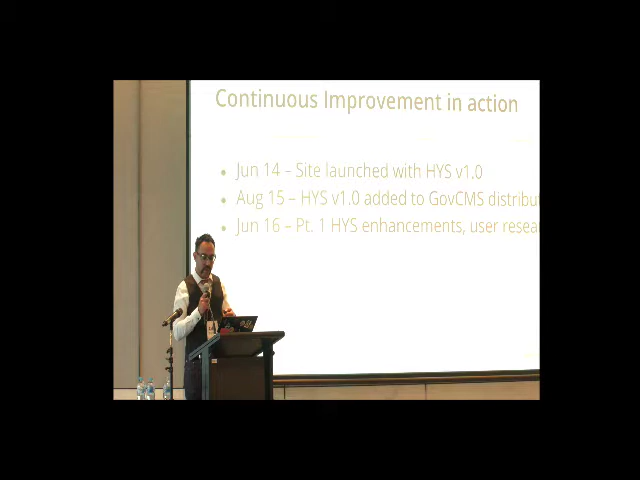 Continuous Improvement in action
• Jun 14 – Site launched with HYS v1.0
• Aug 15 – HYS v1.0 added to GovCMS distribu
• Jun 16 – Pt. 1 HYS enhancements, user resea